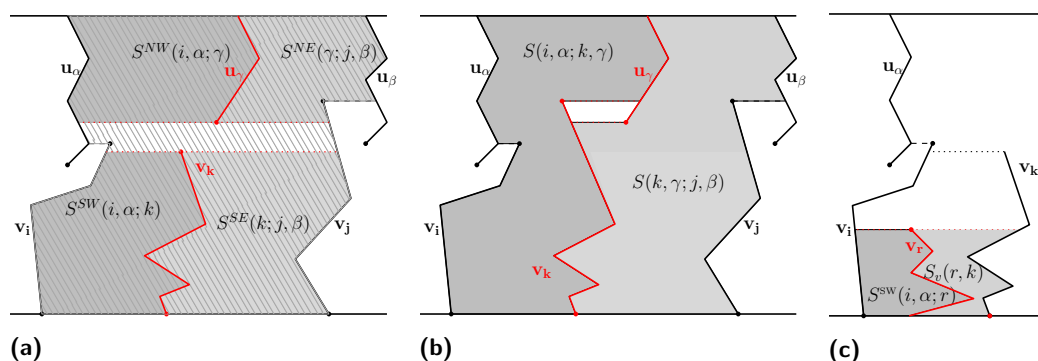 S^{NW}(i, α; γ)
S^{NE}(γ; j, β)
u_α
u_γ
u_β
v_k
S^{SW}(i, α; k)
S^{SE}(k; j, β)
v_i
v_j
(a)
S(i, α; k, γ)
u_α
u_γ
u_β
S(k, γ; j, β)
v_i
v_j
v_k
(b)
u_α
v_k
v_i
v_r
S_v(r, k)
S^{SW}(i, α; r)
(c)